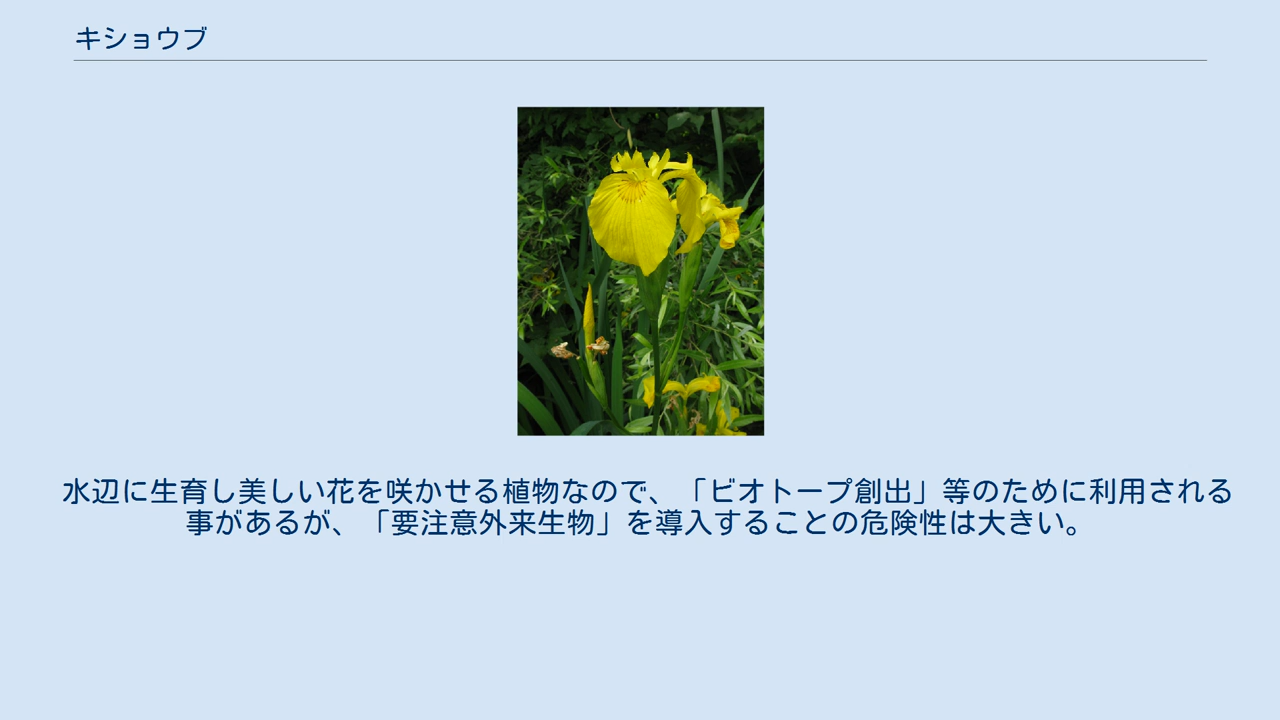 キショウブ
水辺に生育し美しい花を咲かせる植物なので、「ビオトープ創出」等のために利用される
事があるが、「要注意外来生物」を導入することの危険性は大きい。